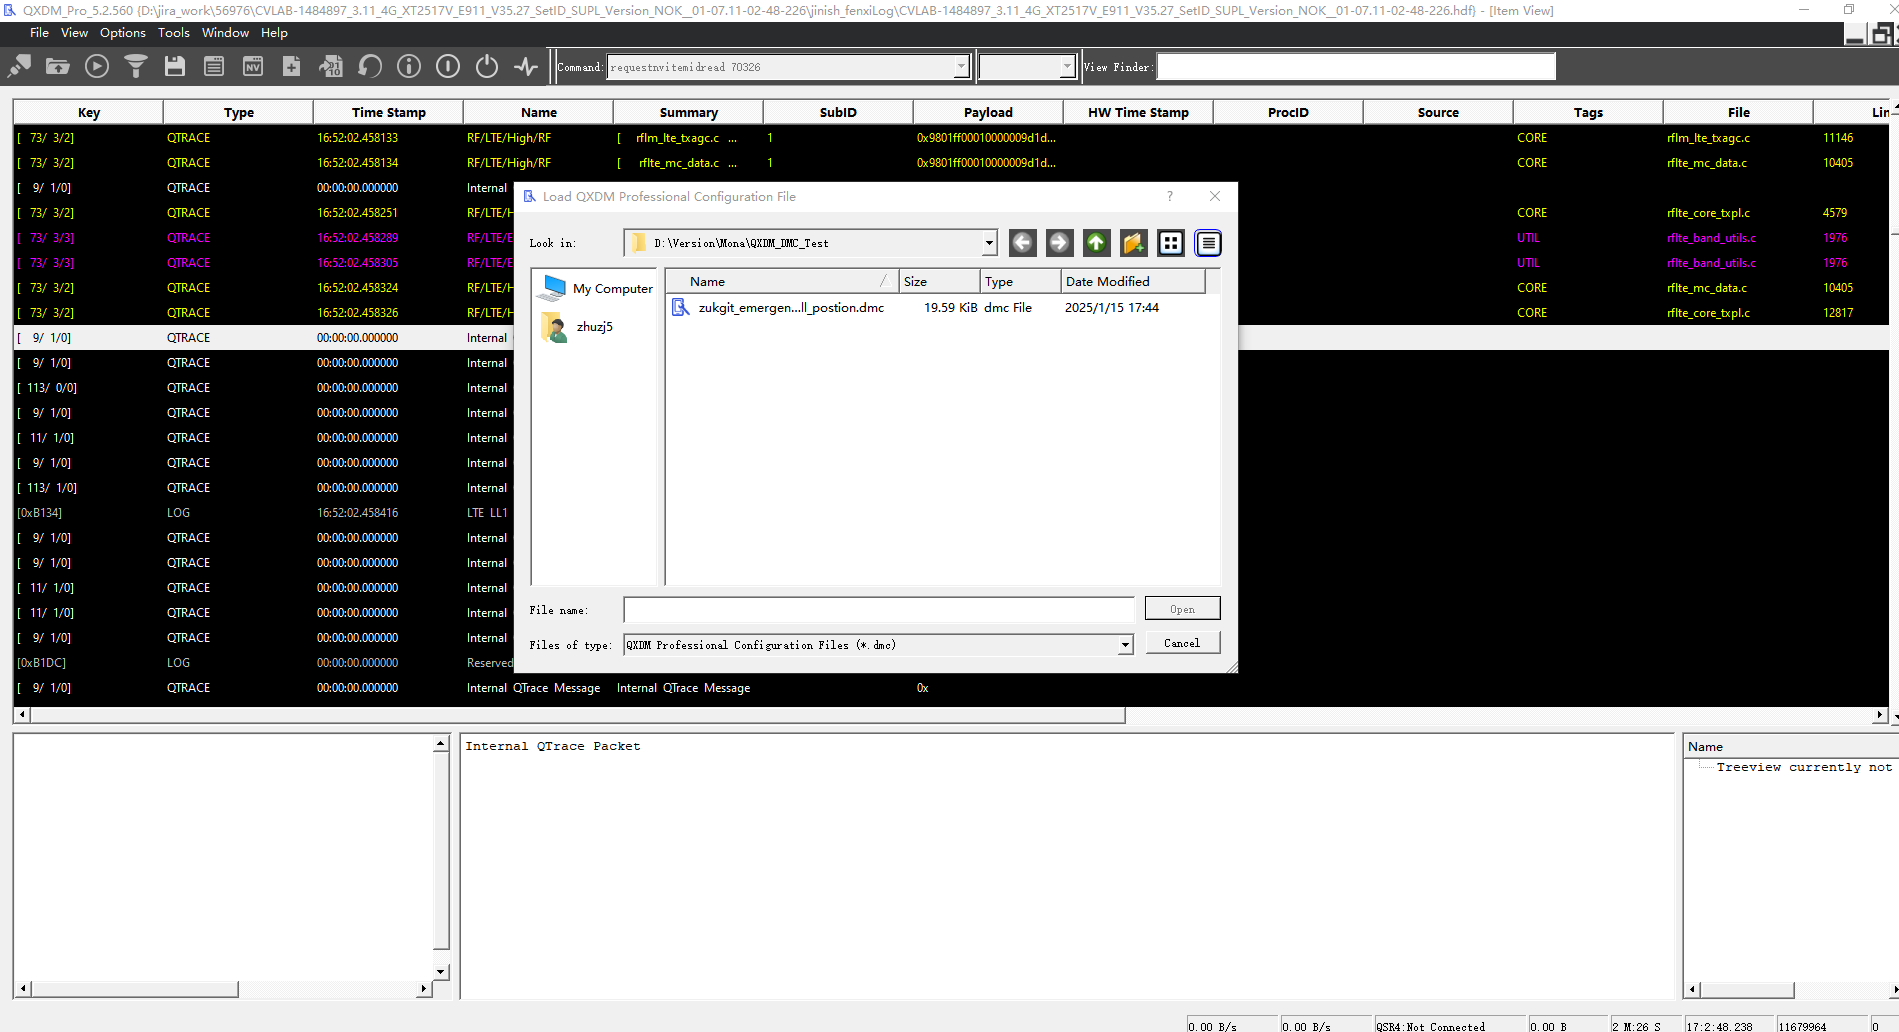 QXDM_Pro 5.2.560 (D:\jira_work\56976\CVLAB-1484897_3.11_4G_XT2517V_E911_V35.27_SetID_SUPL_Version_NOK__01-07.11-02-48-226\jinish_fenxiLog\CVLAB-1484897_3.11_4G_XT2517V_E911_V35.27_SetID_SUPL_Version_NOK__01-07.11-02-48-226.hdf) - [Item View]
File View Options Tools Window Help
Command: requestnvitemidread 70326 View Finder:
Key Type Time Stamp Name Summary SubID Payload HW Time Stamp ProcID Source Tags File Lin
[ 73/ 3/2] QTRACE 16:52:02.458133 RF/LTE/High/RF [ rflm_lte_txagc.c ... 1 0x9801ff00010000009d1d... CORE rflm_lte_txagc.c 11146
[ 73/ 3/2] QTRACE 16:52:02.458134 RF/LTE/High/RF [ rflte_mc_data.c ... 1 0x9801ff00010000009d1d... CORE rflte_mc_data.c 10405
[ 9/ 1/0] QTRACE 00:00:00.000000 Internal
[ 73/ 3/2] QTRACE 16:52:02.458251 RF/LTE/H CORE rflte_core_txpl.c 4579
[ 73/ 3/3] QTRACE 16:52:02.458289 RF/LTE/E UTIL rflte_band_utils.c 1976
[ 73/ 3/3] QTRACE 16:52:02.458305 RF/LTE/E UTIL rflte_band_utils.c 1976
[ 73/ 3/2] QTRACE 16:52:02.458324 RF/LTE/H CORE rflte_mc_data.c 10405
[ 73/ 3/2] QTRACE 16:52:02.458326 RF/LTE/H CORE rflte_core_txpl.c 12817
[ 9/ 1/0] QTRACE 00:00:00.000000 Internal
[ 9/ 1/0] QTRACE 00:00:00.000000 Internal
[ 113/ 0/0] QTRACE 00:00:00.000000 Internal
[ 9/ 1/0] QTRACE 00:00:00.000000 Internal
[ 11/ 1/0] QTRACE 00:00:00.000000 Internal
[ 9/ 1/0] QTRACE 00:00:00.000000 Internal
[ 113/ 1/0] QTRACE 00:00:00.000000 Internal
[0xB134] LOG 16:52:02.458416 LTE LL1
[ 9/ 1/0] QTRACE 00:00:00.000000 Internal
[ 9/ 1/0] QTRACE 00:00:00.000000 Internal
[ 11/ 1/0] QTRACE 00:00:00.000000 Internal
[ 11/ 1/0] QTRACE 00:00:00.000000 Internal
[ 9/ 1/0] QTRACE 00:00:00.000000 Internal
[0xB1DC] LOG 00:00:00.000000 Reserved
[ 9/ 1/0] QTRACE 00:00:00.000000 Internal QTrace Message Internal QTrace Message 0x
Load QXDM Professional Configuration File
Look in: D:\Version\Mona\QXDM_DMC_Test
My Computer
zhuzj5
Name Size Type Date Modified
zukgit_emergen...ll_postion.dmc 19.59 KiB dmc File 2025/1/15 17:44
File name: Open
Files of type: QXDM Professional Configuration Files (*.dmc) Cancel
Internal QTrace Packet
Name
Treeview currently not
0.00 B/s 0.00 B/s QSR4:Not Connected 0.00 B 2 M:26 S 17:2:48.238 11679964 0